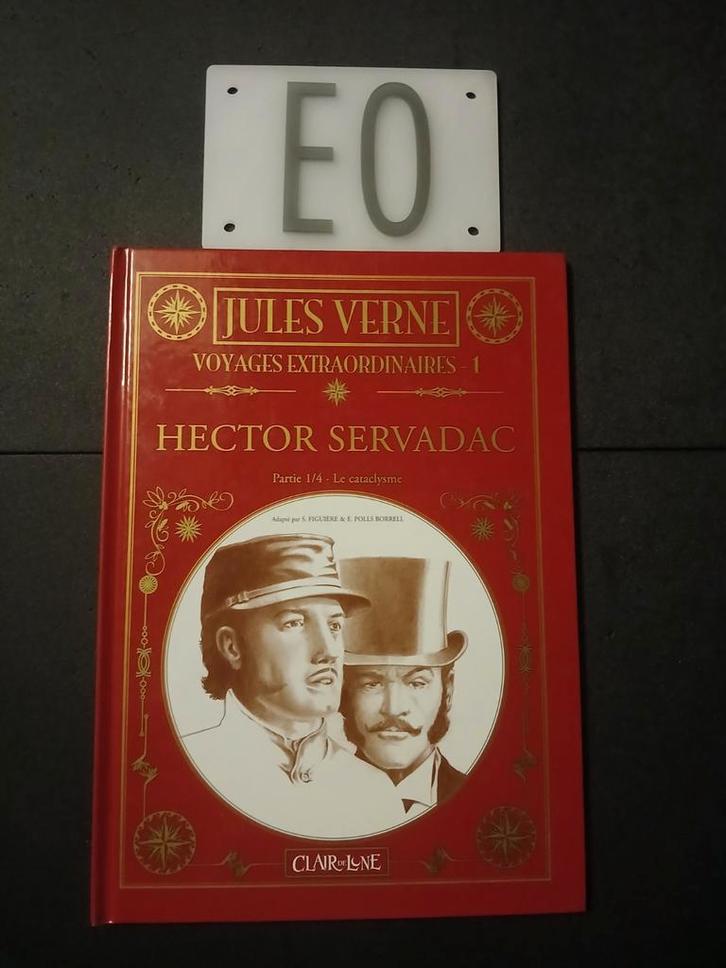 EO
JULES VERNE
VOYAGES EXTRAORDINAIRES - 1
HECTOR SERVADAC
Partie 1/4 - Le cataclysme
Adapté par S. FIGUIÈRE & E. POLLS BORRELL
CLAIR DE LUNE